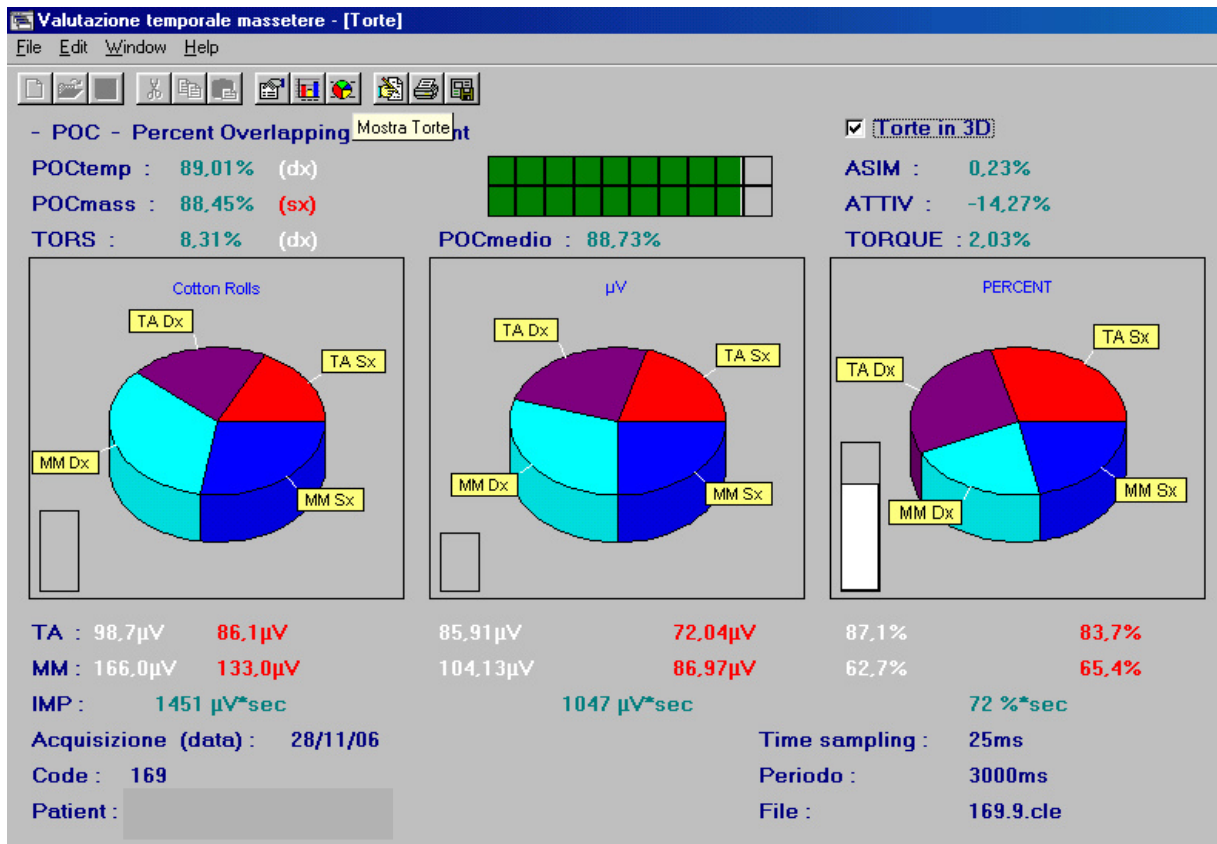 Valutazione temporale massetere - [Torte]
File Edit Window Help
- POC - Percent Overlapping
Mostra Torte
nt
Torte in 3D
POCtemp : 89,01% (dx)
ASIM : 0,23%
POCmass : 88,45% (sx)
ATTIV : -14,27%
TORS : 8,31% (dx)
POCmedio : 88,73%
TORQUE : 2,03%
Cotton Rolls
TA Dx
TA Sx
MM Dx
MM Sx
µV
TA Dx
TA Sx
MM Dx
MM Sx
PERCENT
TA Sx
TA Dx
MM Sx
MM Dx
TA : 98,7µV 86,1µV 85,91µV 72,04µV 87,1% 83,7%
MM : 166,0µV 133,0µV 104,13µV 86,97µV 62,7% 65,4%
IMP : 1451 µV*sec 1047 µV*sec 72 %*sec
Acquisizione (data) : 28/11/06 Time sampling : 25ms
Code : 169 Periodo : 3000ms
Patient : File : 169.9.cle